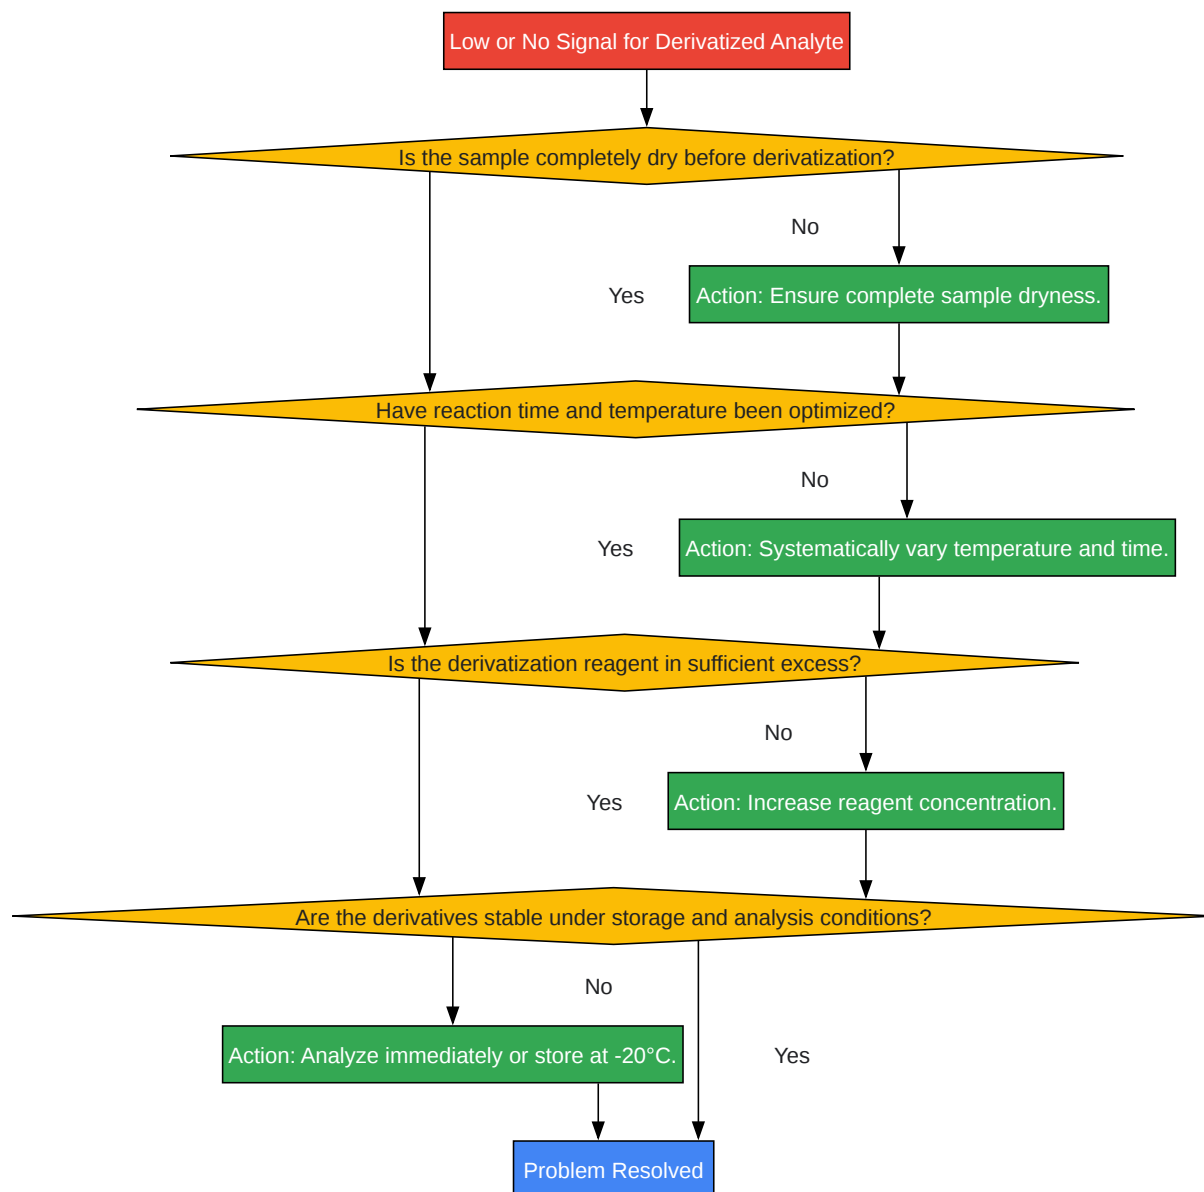 Low or No Signal for Derivatized Analyte
Is the sample completely dry before derivatization?
No
Yes
Action: Ensure complete sample dryness.
Have reaction time and temperature been optimized?
No
Yes
Action: Systematically vary temperature and time.
Is the derivatization reagent in sufficient excess?
No
Yes
Action: Increase reagent concentration.
Are the derivatives stable under storage and analysis conditions?
No
Action: Analyze immediately or store at -20°C.
Yes
Problem Resolved